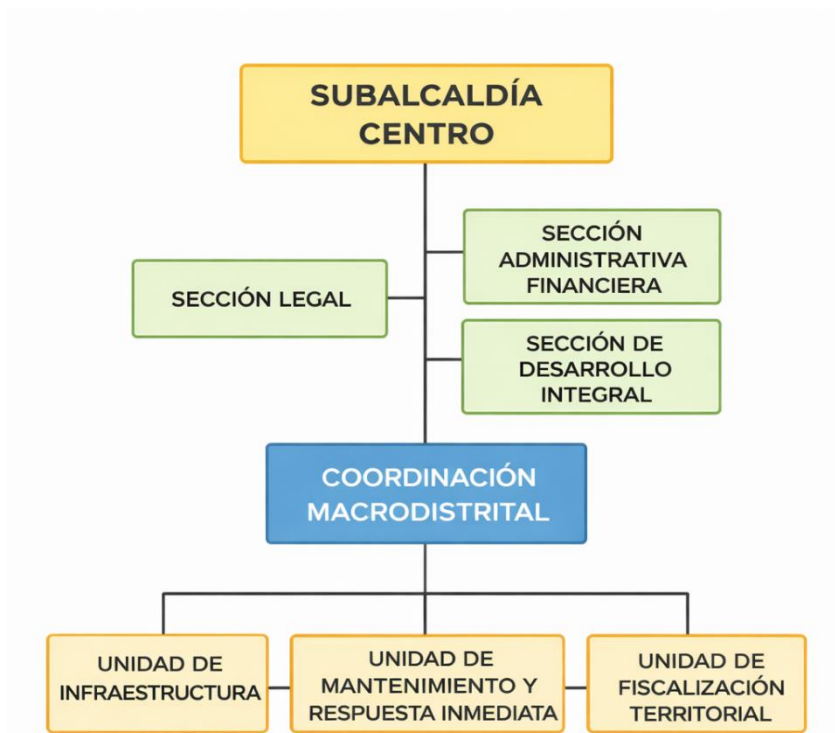 SUBALCALDÍA
CENTRO
SECCIÓN
ADMINISTRATIVA
FINANCIERA
SECCIÓN LEGAL
SECCIÓN DE
DESARROLLO
INTEGRAL
COORDINACIÓN
MACRODISTRITAL
UNIDAD DE
INFRAESTRUCTURA
UNIDAD DE
MANTENIMIENTO Y
RESPUESTA INMEDIATA
UNIDAD DE
FISCALIZACIÓN
TERRITORIAL